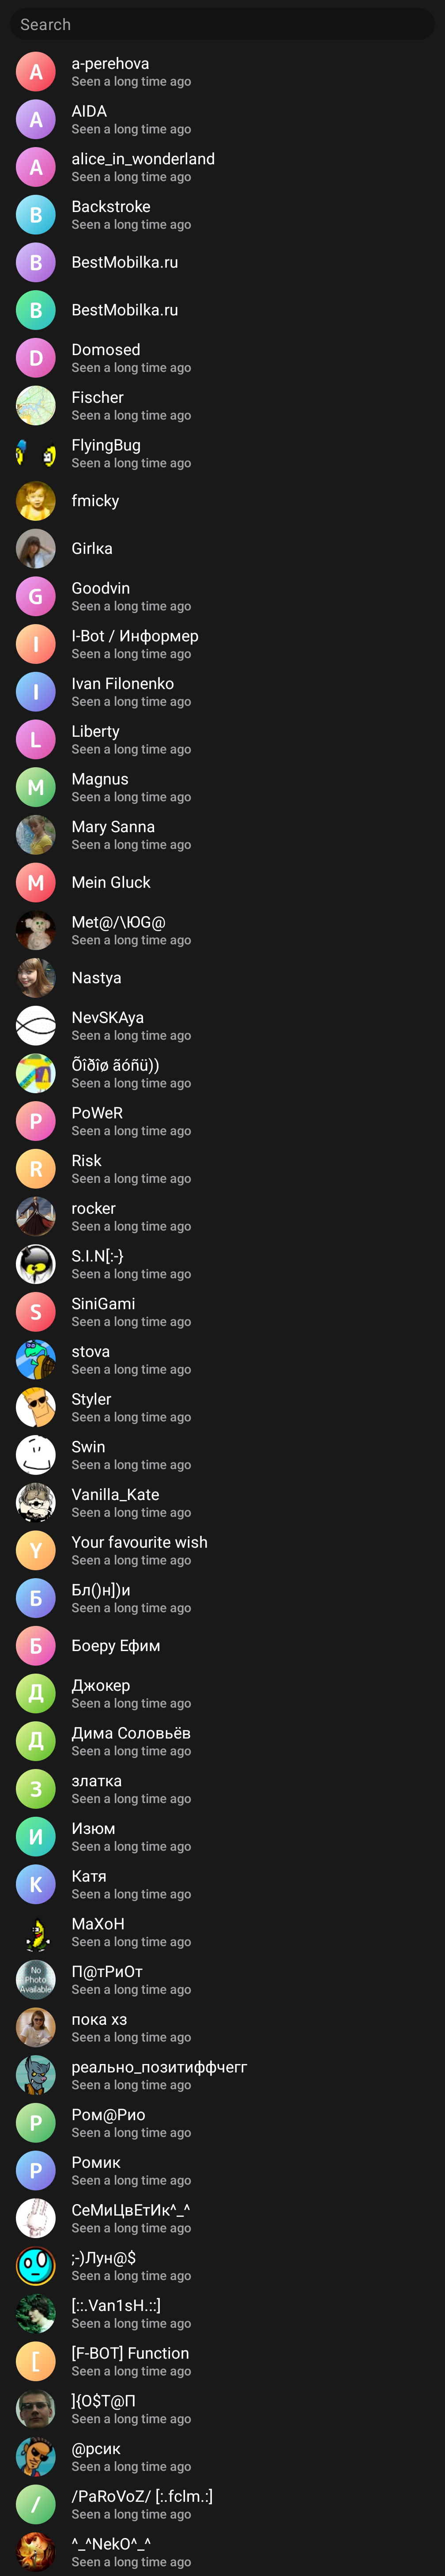 Search
A
a-perehova
Seen a long time ago
A
AIDA
Seen a long time ago
A
alice_in_wonderland
Seen a long time ago
B
Backstroke
Seen a long time ago
B
BestMobilka.ru
B
BestMobilka.ru
D
Domosed
Seen a long time ago
Fischer
Seen a long time ago
FlyingBug
Seen a long time ago
fmicky
Girlка
G
Goodvin
Seen a long time ago
I
I-Bot / Информер
Seen a long time ago
I
Ivan Filonenko
Seen a long time ago
L
Liberty
Seen a long time ago
M
Magnus
Seen a long time ago
Mary Sanna
Seen a long time ago
M
Mein Gluck
Met@/\ЮG@
Seen a long time ago
Nastya
NevSKAya
Seen a long time ago
Õîðîø ãóñü))
Seen a long time ago
P
PoWeR
Seen a long time ago
R
Risk
Seen a long time ago
rocker
Seen a long time ago
S.I.N[:-}
Seen a long time ago
S
SiniGami
Seen a long time ago
stova
Seen a long time ago
Styler
Seen a long time ago
Swin
Seen a long time ago
Vanilla_Kate
Seen a long time ago
Y
Your favourite wish
Seen a long time ago
Б
Бл()н])и
Seen a long time ago
Б
Боеру Ефим
Д
Джокер
Seen a long time ago
Д
Дима Соловьёв
Seen a long time ago
З
златка
Seen a long time ago
И
Изюм
Seen a long time ago
К
Катя
Seen a long time ago
МаХоН
Seen a long time ago
No
Photo
Available
П@тРиОт
Seen a long time ago
пока хз
Seen a long time ago
реально_позитиффчегг
Seen a long time ago
Р
Ром@Рио
Seen a long time ago
Р
Ромик
Seen a long time ago
СеМиЦвЕтИк^_^
Seen a long time ago
;-)Лун@$
Seen a long time ago
[::.Van1sH.::]
Seen a long time ago
[
[F-BOT] Function
Seen a long time ago
]{O$T@П
Seen a long time ago
@рсик
Seen a long time ago
/
/PaRoVoZ/ [:.fclm.:]
Seen a long time ago
^_^NekO^_^
Seen a long time ago